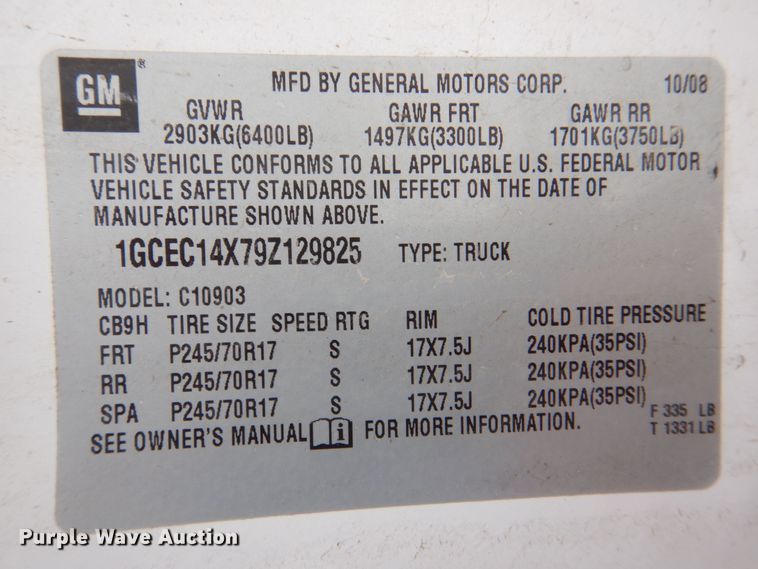 GM®
MFD BY GENERAL MOTORS CORP. 10/08
GVWR GAWR FRT GAWR RR
2903KG(6400LB) 1497KG(3300LB) 1701KG(3750LB)
THIS VEHICLE CONFORMS TO ALL APPLICABLE U.S. FEDERAL MOTOR
VEHICLE SAFETY STANDARDS IN EFFECT ON THE DATE OF
MANUFACTURE SHOWN ABOVE.
1GCEC14X79Z129825 TYPE: TRUCK
MODEL: C10903
CB9H TIRE SIZE SPEED RTG RIM COLD TIRE PRESSURE
FRT P245/70R17 S 17X7.5J 240KPA(35PSI)
RR P245/70R17 S 17X7.5J 240KPA(35PSI)
SPA P245/70R17 S 17X7.5J 240KPA(35PSI)
SEE OWNER'S MANUAL i FOR MORE INFORMATION.
F 335 LB
T 1331 LB
Purple Wave Auction